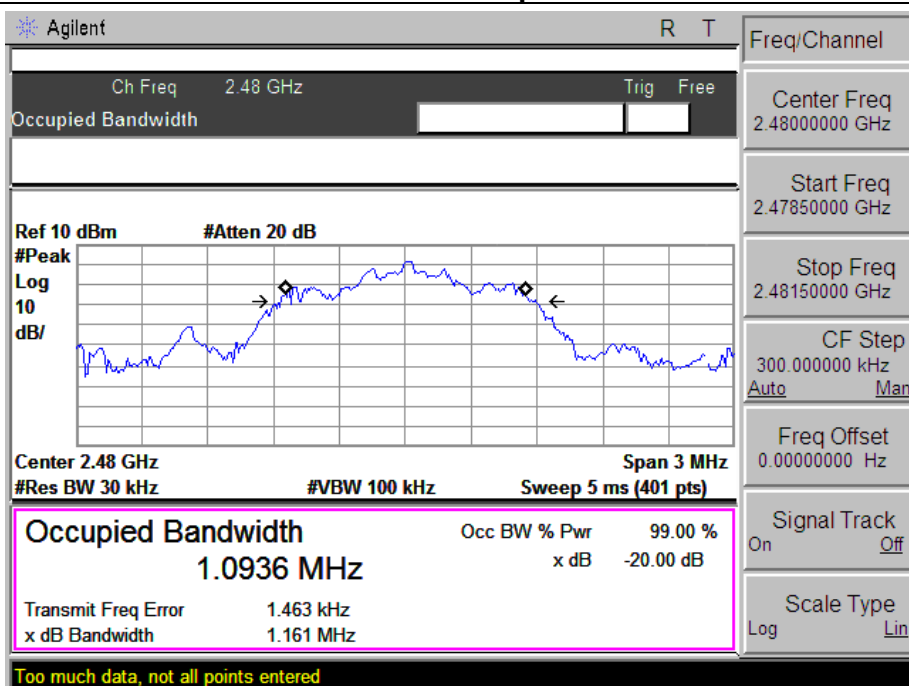 Agilent R T
Ch Freq 2.48 GHz Trig Free
Occupied Bandwidth
Ref 10 dBm #Atten 20 dB
#Peak
Log
10
dB/
Center 2.48 GHz Span 3 MHz
#Res BW 30 kHz #VBW 100 kHz Sweep 5 ms (401 pts)
Occupied Bandwidth Occ BW % Pwr 99.00 %
1.0936 MHz x dB -20.00 dB
Transmit Freq Error 1.463 kHz
x dB Bandwidth 1.161 MHz
Too much data, not all points entered
Freq/Channel
Center Freq
2.48000000 GHz
Start Freq
2.47850000 GHz
Stop Freq
2.48150000 GHz
CF Step
300.000000 kHz
Auto Man
Freq Offset
0.00000000 Hz
Signal Track
On Off
Scale Type
Log Lin